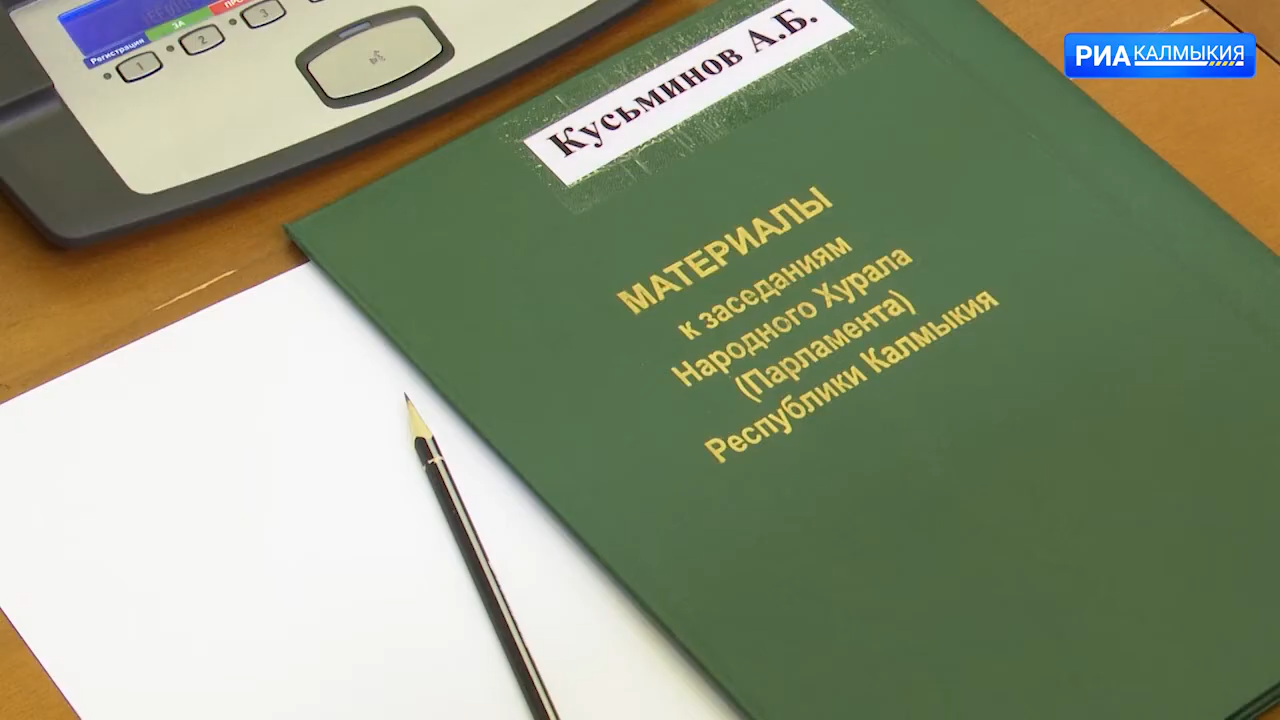 РИА КАЛМЫКИЯ
Регистрация
ЗА
1
2
3
Кусьминов А.Б.
МАТЕРИАЛЫ
к заседаниям
Народного Хурала
(Парламента)
Республики Калмыкия